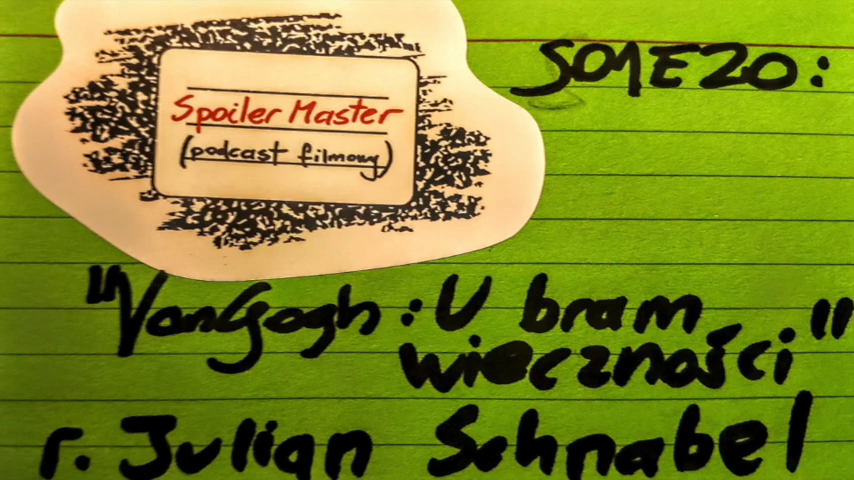 Spoiler Master
(podcast filmowy)
S01E20:
"Van Gogh: U bram
wieczności"
r. Julian Schnabel